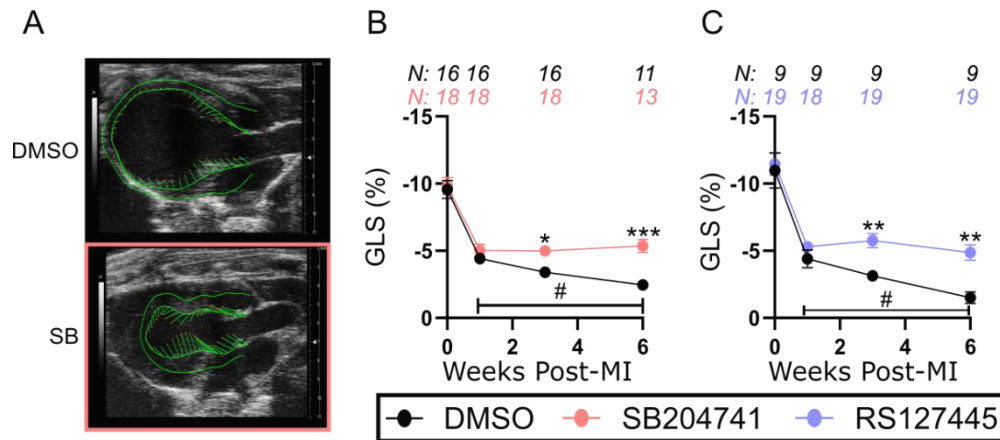 A
DMSO
SB
B
N: 16 16 16 11
N: 18 18 18 13
-15
-10
-5
0
GLS (%)
* ***
#
0 2 4 6
Weeks Post-MI
C
N: 9 9 9 9
N: 19 18 19 19
-15
-10
-5
0
GLS (%)
** **
#
0 2 4 6
Weeks Post-MI
DMSO SB204741 RS127445